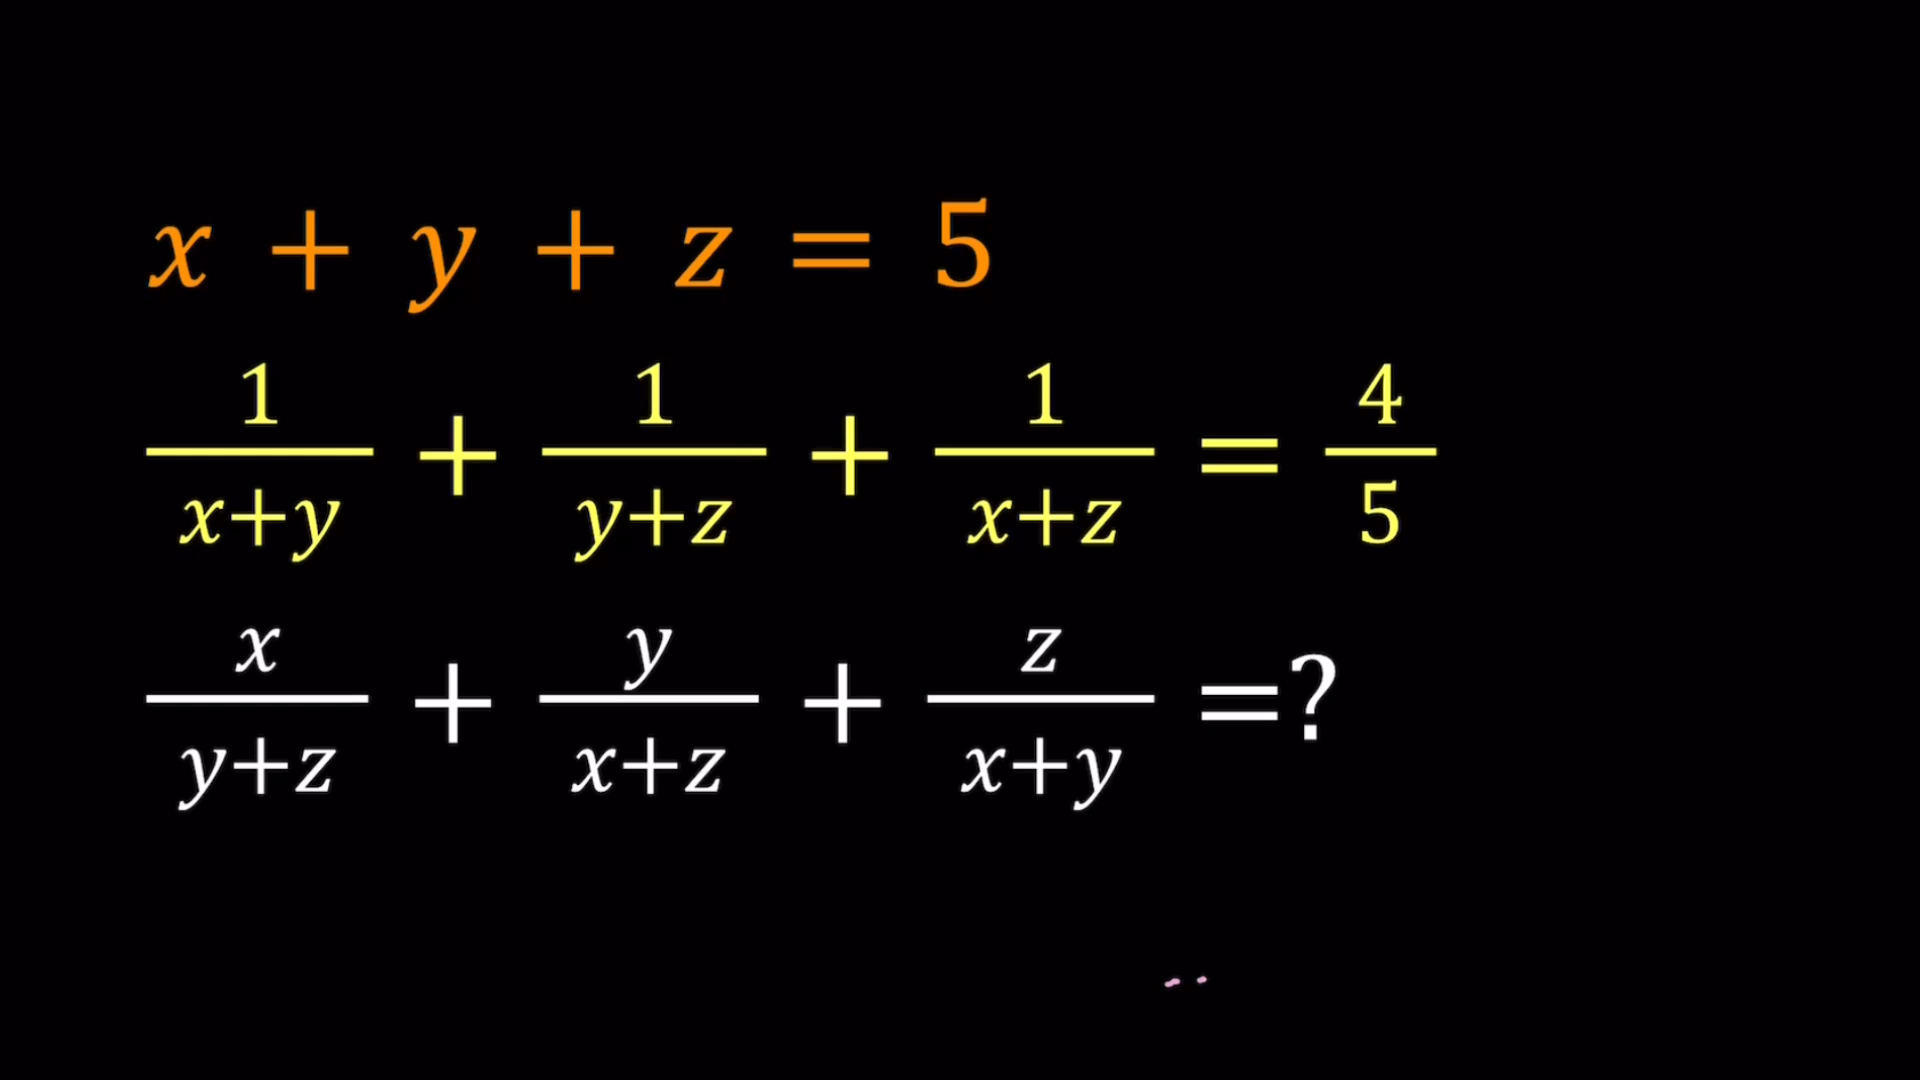 x + y + z = 5
1/(x+y) + 1/(y+z) + 1/(x+z) = 4/5
x/(y+z) + y/(x+z) + z/(x+y) =?